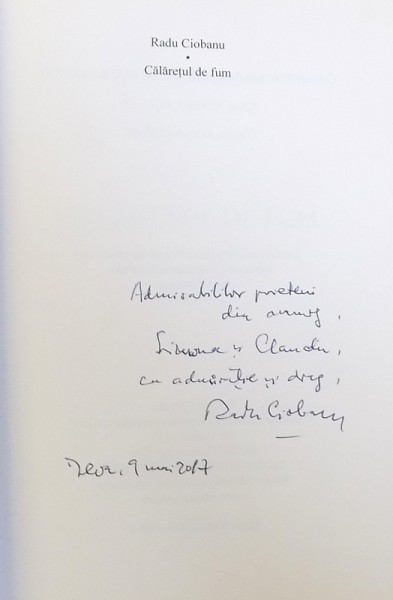 Radu Ciobanu
•
Călărețul de fum
Admirabililor prieteni
din
Simona și Claudiu,
cu admirație și drag,
Radu Ciobanu
Deva, 9 mai 2017